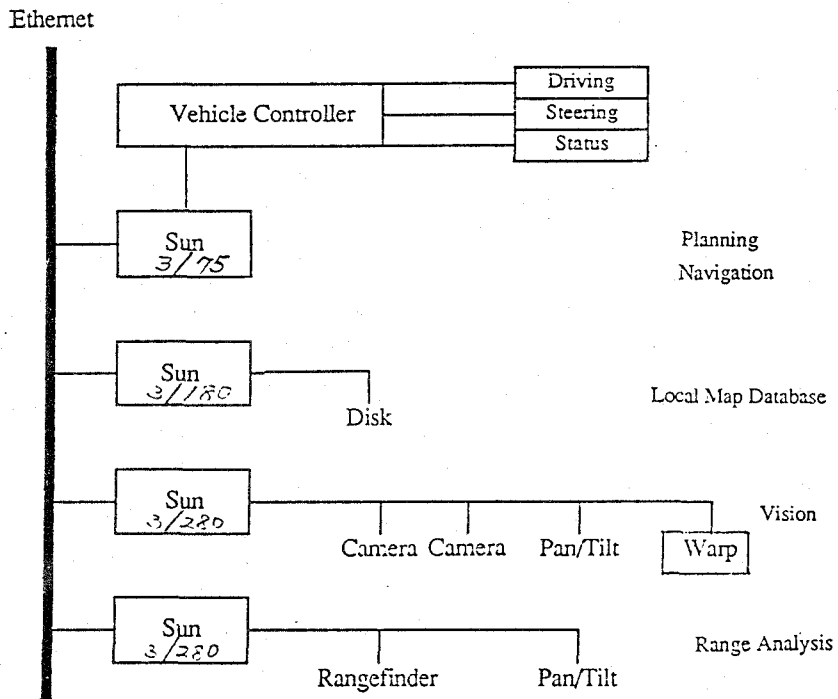 Ethernet
Driving
Vehicle Controller
Steering
Status
Sun
3/75
Planning
Navigation
Sun
3/180
Disk
Local Map Database
Sun
3/280
Camera Camera Pan/Tilt Warp
Vision
Sun
3/280
Rangefinder Pan/Tilt
Range Analysis